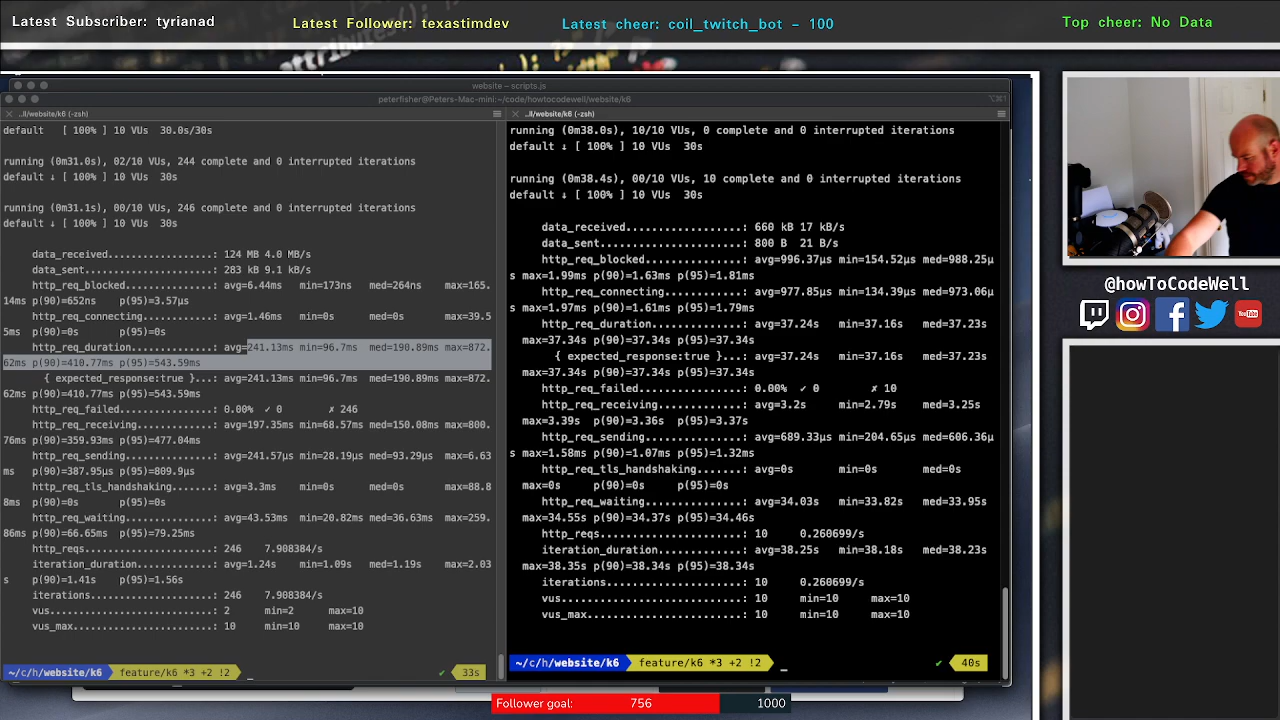 Latest Subscriber: tyrianad
Latest Follower: texastimdev
Latest cheer: coil_twitch_bot - 100
Top cheer: No Data
website — scripts.js
peterfisher@Peters-Mac-mini:~/code/howtocodewell/website/k6
⌥⌘1
..ll/website/k6 (-zsh)
default   [ 100% ] 10 VUs  30.0s/30s
running (0m31.0s), 02/10 VUs, 244 complete and 0 interrupted iterations
default ↓ [ 100% ] 10 VUs  30s
running (0m31.1s), 00/10 VUs, 246 complete and 0 interrupted iterations
default ↓ [ 100% ] 10 VUs  30s
data_received..................: 124 MB 4.0 MB/s
data_sent......................: 283 kB 9.1 kB/s
http_req_blocked...............: avg=6.44ms   min=173ns   med=264ns    max=165.
14ms p(90)=652ns    p(95)=3.57µs
http_req_connecting............: avg=1.46ms   min=0s      med=0s       max=39.5
5ms  p(90)=0s       p(95)=0s
http_req_duration..............: avg=241.13ms min=96.7ms  med=190.89ms max=872.
62ms p(90)=410.77ms p(95)=543.59ms
{ expected_response:true }...: avg=241.13ms min=96.7ms  med=190.89ms max=872.
62ms p(90)=410.77ms p(95)=543.59ms
http_req_failed................: 0.00%  ✓ 0        ✗ 246
http_req_receiving.............: avg=197.35ms min=68.57ms med=150.08ms max=800.
76ms p(90)=359.93ms p(95)=477.04ms
http_req_sending...............: avg=241.57µs min=28.19µs med=93.29µs  max=6.63
ms   p(90)=387.95µs p(95)=809.9µs
http_req_tls_handshaking.......: avg=3.3ms    min=0s      med=0s       max=88.8
8ms  p(90)=0s       p(95)=0s
http_req_waiting...............: avg=43.53ms  min=20.82ms med=36.63ms  max=259.
86ms p(90)=66.65ms  p(95)=79.25ms
http_reqs......................: 246    7.908384/s
iteration_duration.............: avg=1.24s    min=1.09s   med=1.19s    max=2.03
s    p(90)=1.41s    p(95)=1.56s
iterations.....................: 246    7.908384/s
vus............................: 2      min=2      max=10
vus_max........................: 10     min=10     max=10
~/c/h/website/k6  feature/k6 *3 +2 !2  ✔  33s
..ll/website/k6 (-zsh)
running (0m38.0s), 10/10 VUs, 0 complete and 0 interrupted iterations
default ↓ [ 100% ] 10 VUs  30s
running (0m38.4s), 00/10 VUs, 10 complete and 0 interrupted iterations
default ↓ [ 100% ] 10 VUs  30s
data_received..................: 660 kB 17 kB/s
data_sent......................: 800 B  21 B/s
http_req_blocked...............: avg=996.37µs min=154.52µs med=988.25µ
s max=1.99ms p(90)=1.63ms p(95)=1.81ms
http_req_connecting............: avg=977.85µs min=134.39µs med=973.06µ
s max=1.97ms p(90)=1.61ms p(95)=1.79ms
http_req_duration..............: avg=37.24s   min=37.16s   med=37.23s
max=37.34s p(90)=37.34s p(95)=37.34s
{ expected_response:true }...: avg=37.24s   min=37.16s   med=37.23s
max=37.34s p(90)=37.34s p(95)=37.34s
http_req_failed................: 0.00%  ✓ 0        ✗ 10
http_req_receiving.............: avg=3.2s     min=2.79s    med=3.25s
max=3.39s  p(90)=3.36s  p(95)=3.37s
http_req_sending...............: avg=689.33µs min=204.65µs med=606.36µ
s max=1.58ms p(90)=1.07ms p(95)=1.32ms
http_req_tls_handshaking.......: avg=0s       min=0s       med=0s
max=0s     p(90)=0s     p(95)=0s
http_req_waiting...............: avg=34.03s   min=33.82s   med=33.95s
max=34.55s p(90)=34.37s p(95)=34.46s
http_reqs......................: 10     0.260699/s
iteration_duration.............: avg=38.25s   min=38.18s   med=38.23s
max=38.35s p(90)=38.34s p(95)=38.34s
iterations.....................: 10     0.260699/s
vus............................: 10     min=10     max=10
vus_max........................: 10     min=10     max=10
~/c/h/website/k6  feature/k6 *3 +2 !2  ✔  40s
@howToCodeWell
You Tube
Follower goal:
756
1000